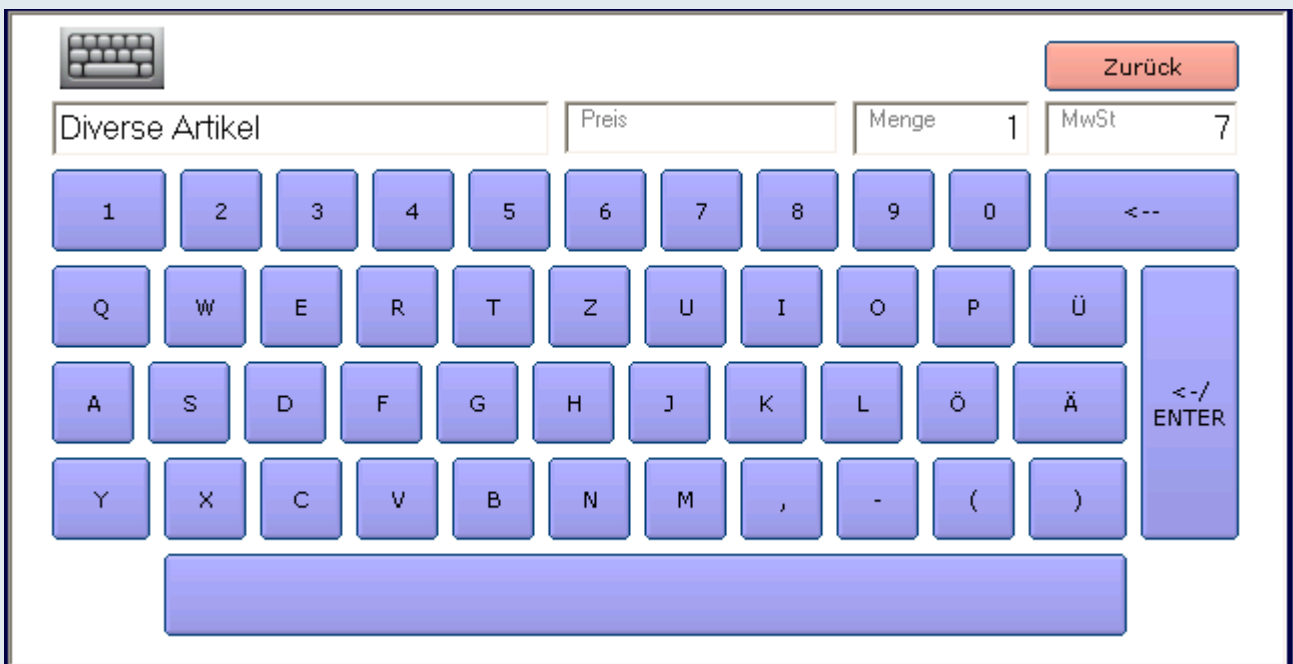 Zurück
Diverse Artikel Preis Menge 1 MwSt 7
1 2 3 4 5 6 7 8 9 0 <--
Q W E R T Z U I O P Ü
A S D F G H J K L Ö Ä <-/
ENTER
Y X C V B N M , - ( )